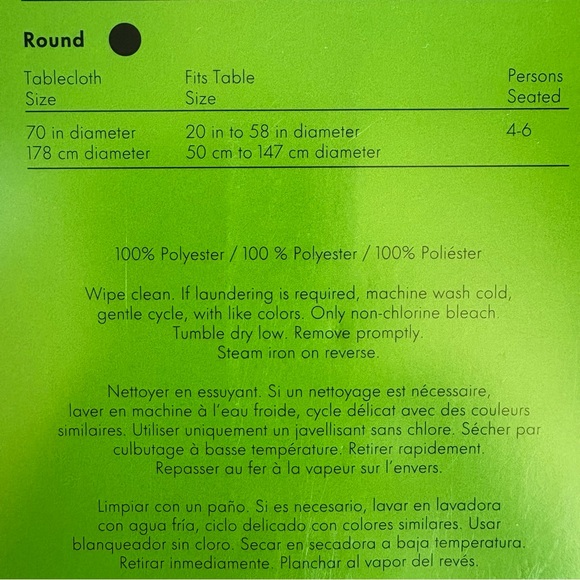 Round
Tablecloth Size Fits Table Size Persons Seated
70 in diameter 20 in to 58 in diameter 4-6
178 cm diameter 50 cm to 147 cm diameter
100% Polyester / 100 % Polyester / 100% Poliéster
Wipe clean. If laundering is required, machine wash cold,
gentle cycle, with like colors. Only non-chlorine bleach.
Tumble dry low. Remove promptly.
Steam iron on reverse.
Nettoyer en essuyant. Si un nettoyage est nécessaire,
laver en machine à l'eau froide, cycle délicat avec des couleurs
similaires. Utiliser uniquement un javellisant sans chlore. Sécher par
culbutage à basse température. Retirer rapidement.
Repasser au fer à la vapeur sur l'envers.
Limpiar con un paño. Si es necesario, lavar en lavadora
con agua fría, ciclo delicado con colores similares. Usar
blanqueador sin cloro. Secar en secadora a baja temperatura.
Retirar inmediamente. Planchar al vapor del revés.